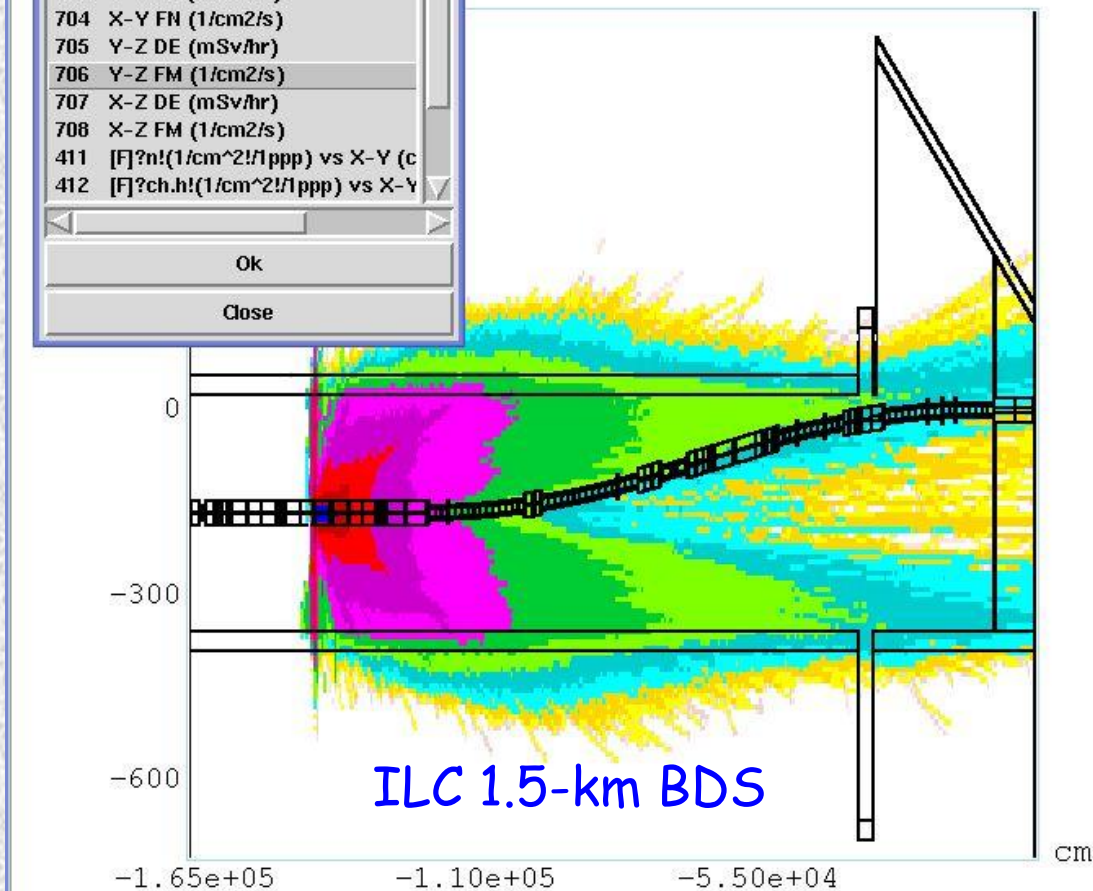 704 X-Y FN (1/cm2/s)
705 Y-Z DE (mSv/hr)
706 Y-Z FM (1/cm2/s)
707 X-Z DE (mSv/hr)
708 X-Z FM (1/cm2/s)
411 [F]?n!(1/cm^2!/1ppp) vs X-Y (c
412 [F]?ch.h!(1/cm^2!/1ppp) vs X-Y
Ok
Close
0
-300
-600
ILC 1.5-km BDS
cm
-1.65e+05 -1.10e+05 -5.50e+04